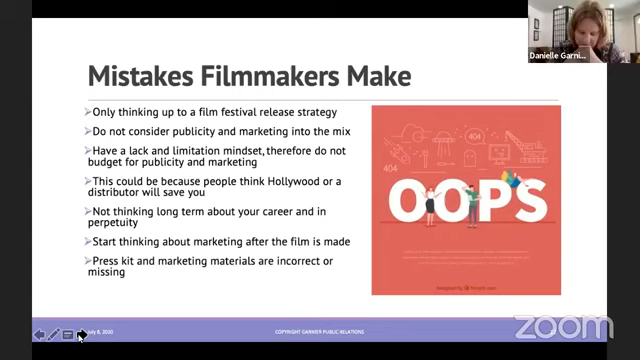 Danielle Garni...
Mistakes Filmmakers Make
Only thinking up to a film festival release strategy
Do not consider publicity and marketing into the mix
Have a lack and limitation mindset, therefore do not
budget for publicity and marketing
This could be because people think Hollywood or a
distributor will save you
Not thinking long term about your career and in
perpetuity
Start thinking about marketing after the film is made
Press kit and marketing materials are incorrect or
missing
404
404
OOPS
July 8, 2020
COPYRIGHT GARNIER PUBLIC RELATIONS
zoom